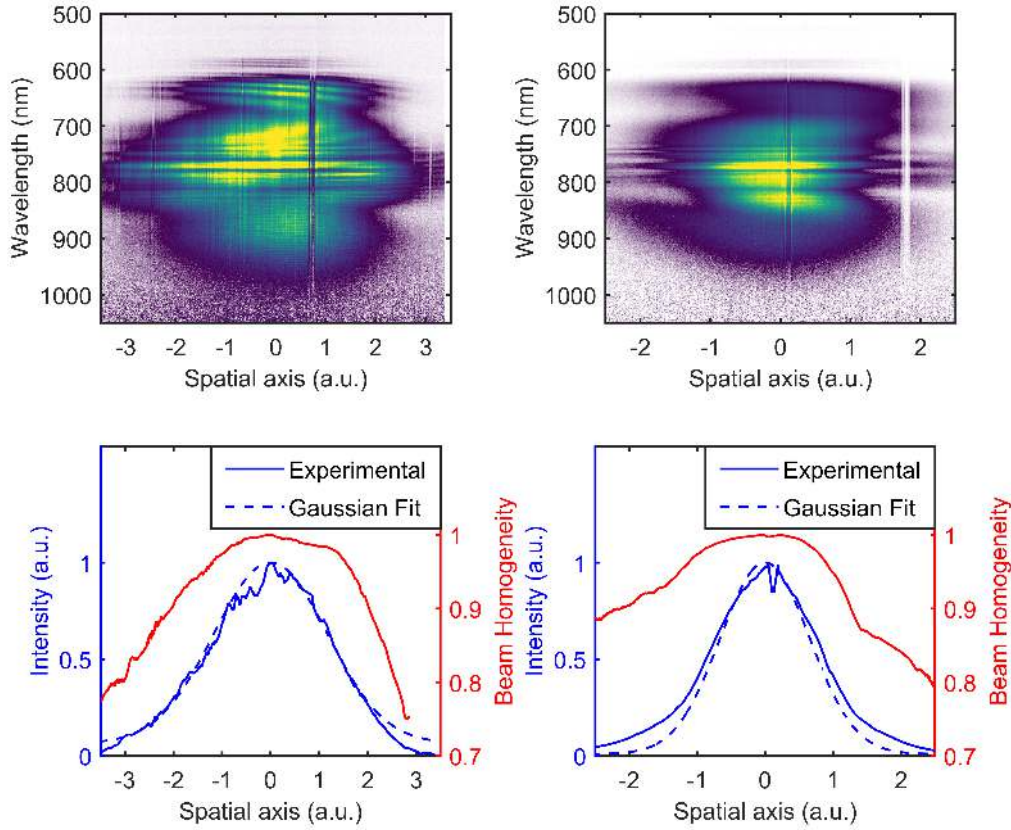 500
600
700
800
900
1000
Wavelength (nm)
-3 -2 -1 0 1 2 3
Spatial axis (a.u.)
500
600
700
800
900
1000
Wavelength (nm)
-2 -1 0 1 2
Spatial axis (a.u.)
Experimental
Gaussian Fit
1
0.5
0
Intensity (a.u.)
1
0.9
0.8
0.7
Beam Homogeneity
-3 -2 -1 0 1 2 3
Spatial axis (a.u.)
Experimental
Gaussian Fit
1
0.5
0
Intensity (a.u.)
1
0.9
0.8
0.7
Beam Homogeneity
-2 -1 0 1 2
Spatial axis (a.u.)